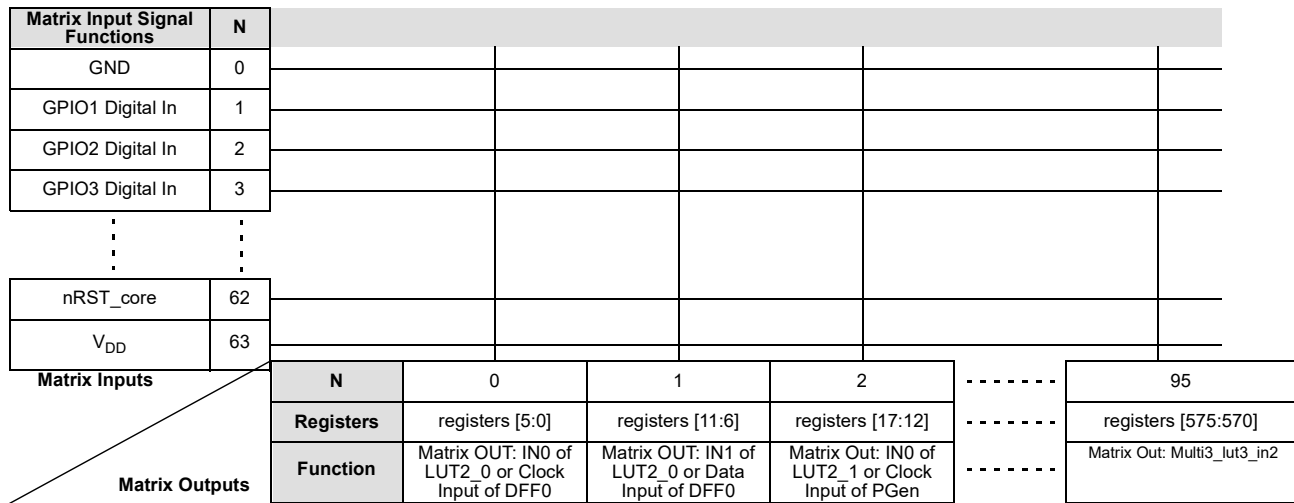 Matrix Input Signal
Functions
N
GND
0
GPIO1 Digital In
1
GPIO2 Digital In
2
GPIO3 Digital In
3
nRST_core
62
VDD
63
Matrix Inputs
N
0
1
2
95
Registers
registers [5:0]
registers [11:6]
registers [17:12]
registers [575:570]
Function
Matrix OUT: IN0 of
LUT2_0 or Clock
Input of DFF0
Matrix OUT: IN1 of
LUT2_0 or Data
Input of DFF0
Matrix Out: IN0 of
LUT2_1 or Clock
Input of PGen
Matrix Out: Multi3_lut3_in2
Matrix Outputs